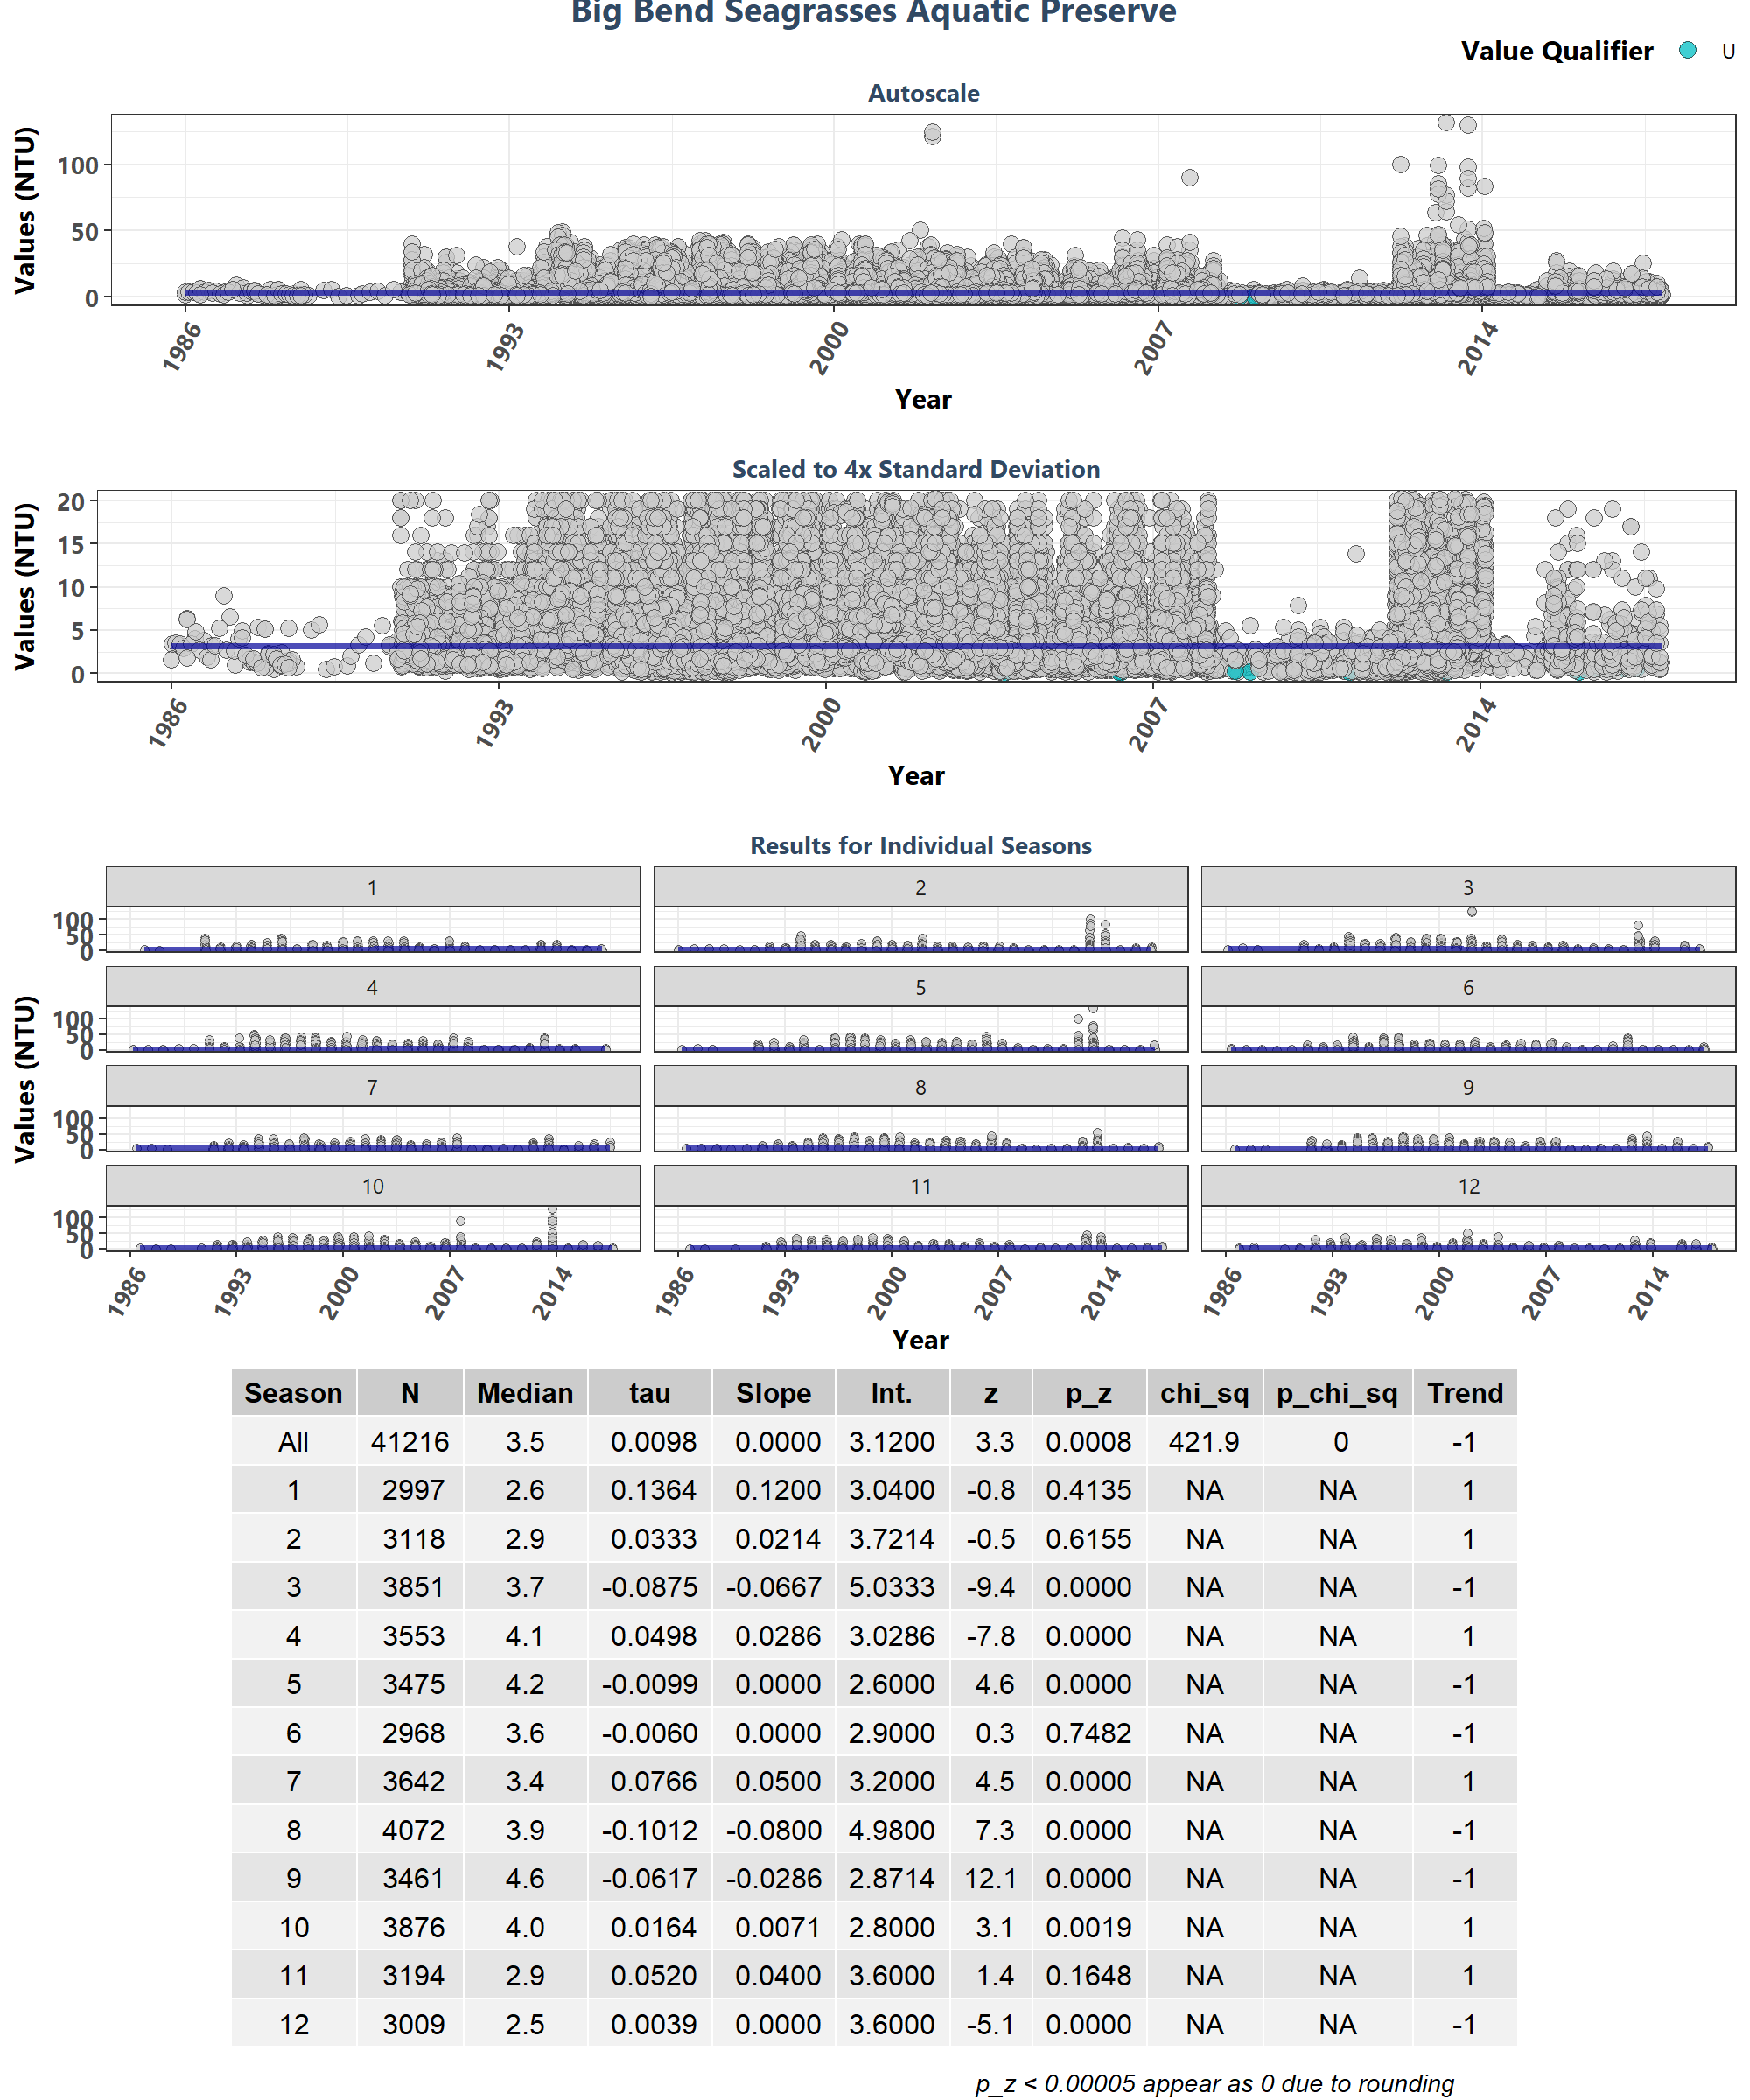 Big Bend Seagrasses Aquatic Preserve
Value Qualifier U
Autoscale
Values (NTU)
100
50
0
1986 1993 2000 2007 2014
Year
Scaled to 4x Standard Deviation
Values (NTU)
20
15
10
5
0
1986 1993 2000 2007 2014
Year
Results for Individual Seasons
Values (NTU)
1 2 3
100
50
0
4 5 6
100
50
0
7 8 9
100
50
0
10 11 12
100
50
0
1986 1993 2000 2007 2014 1986 1993 2000 2007 2014 1986 1993 2000 2007 2014
Year
Season N Median tau Slope Int. z p_z chi_sq p_chi_sq Trend
All 41216 3.5 0.0098 0.0000 3.1200 3.3 0.0008 421.9 0 -1
1 2997 2.6 0.1364 0.1200 3.0400 -0.8 0.4135 NA NA 1
2 3118 2.9 0.0333 0.0214 3.7214 -0.5 0.6155 NA NA 1
3 3851 3.7 -0.0875 -0.0667 5.0333 -9.4 0.0000 NA NA -1
4 3553 4.1 0.0498 0.0286 3.0286 -7.8 0.0000 NA NA 1
5 3475 4.2 -0.0099 0.0000 2.6000 4.6 0.0000 NA NA -1
6 2968 3.6 -0.0060 0.0000 2.9000 0.3 0.7482 NA NA -1
7 3642 3.4 0.0766 0.0500 3.2000 4.5 0.0000 NA NA 1
8 4072 3.9 -0.1012 -0.0800 4.9800 7.3 0.0000 NA NA -1
9 3461 4.6 -0.0617 -0.0286 2.8714 12.1 0.0000 NA NA -1
10 3876 4.0 0.0164 0.0071 2.8000 3.1 0.0019 NA NA 1
11 3194 2.9 0.0520 0.0400 3.6000 1.4 0.1648 NA NA 1
12 3009 2.5 0.0039 0.0000 3.6000 -5.1 0.0000 NA NA -1
p_z < 0.00005 appear as 0 due to rounding